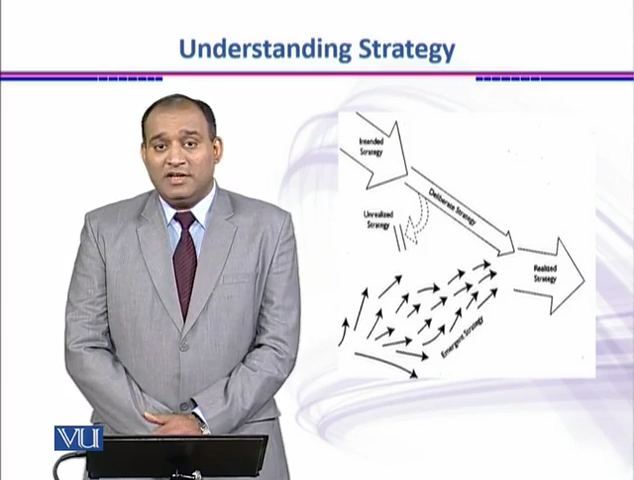 Understanding Strategy
Intended
Strategy
Deliberate Strategy
Unrealized
Strategy
Realized
Strategy
Emergent Strategy
VU